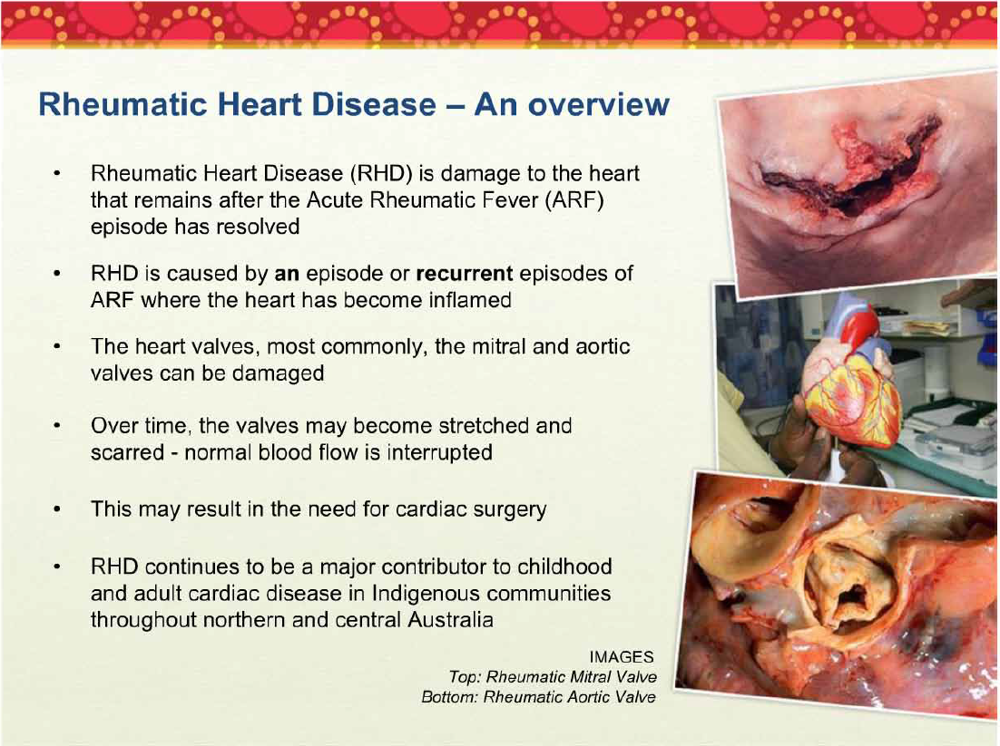 Rheumatic Heart Disease – An overview
• Rheumatic Heart Disease (RHD) is damage to the heart
that remains after the Acute Rheumatic Fever (ARF)
episode has resolved
• RHD is caused by an episode or recurrent episodes of
ARF where the heart has become inflamed
• The heart valves, most commonly, the mitral and aortic
valves can be damaged
• Over time, the valves may become stretched and
scarred - normal blood flow is interrupted
• This may result in the need for cardiac surgery
• RHD continues to be a major contributor to childhood
and adult cardiac disease in Indigenous communities
throughout northern and central Australia
IMAGES
Top: Rheumatic Mitral Valve
Bottom: Rheumatic Aortic Valve